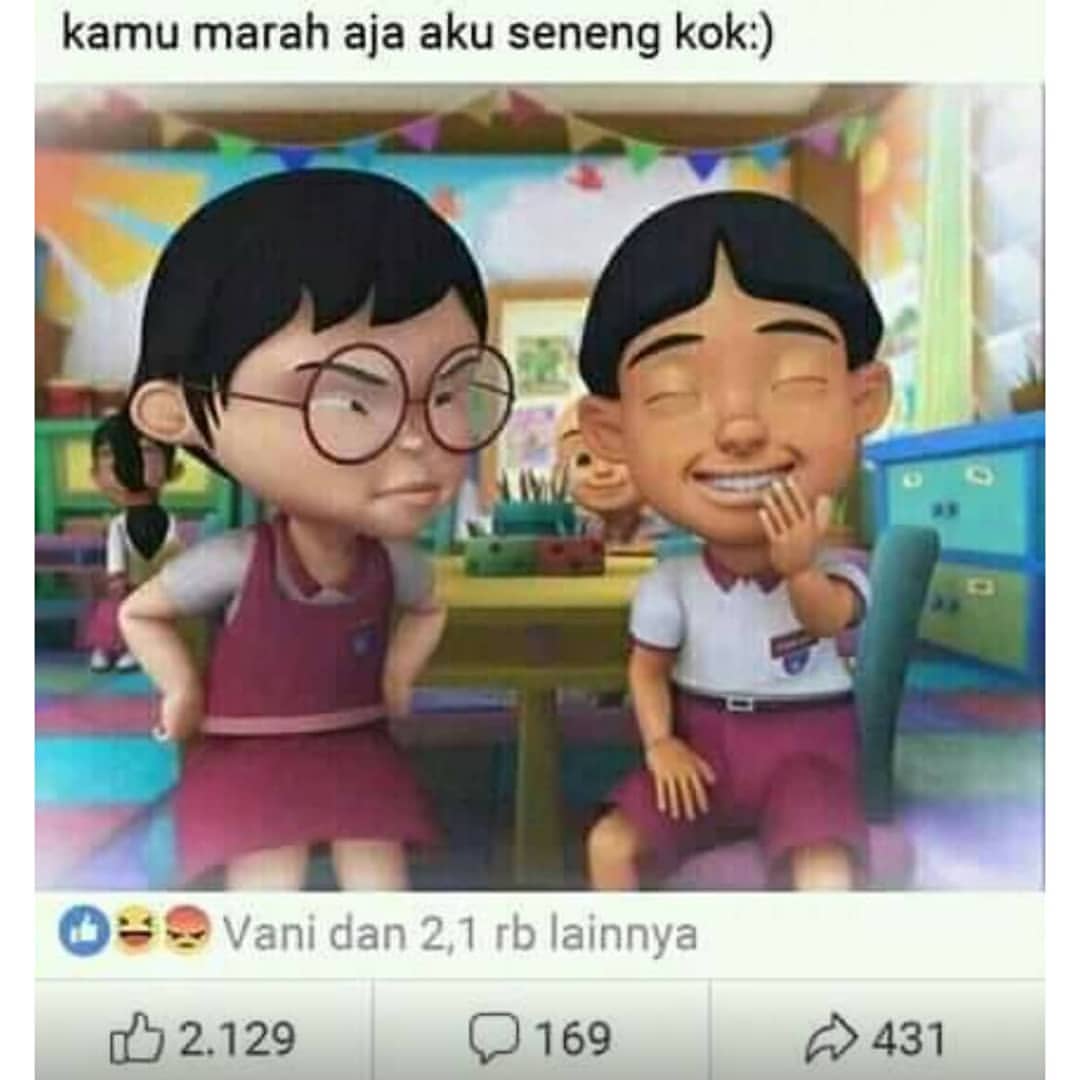 kamu marah aja aku seneng kok:)
Vani dan 2,1 rb lainnya
2.129
169
431